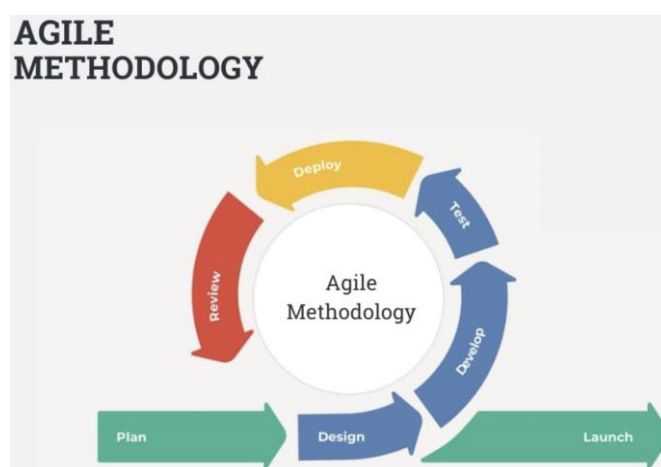 AGILE
METHODOLOGY
Deploy
Test
Review
Agile
Methodology
Develop
Plan
Design
Launch